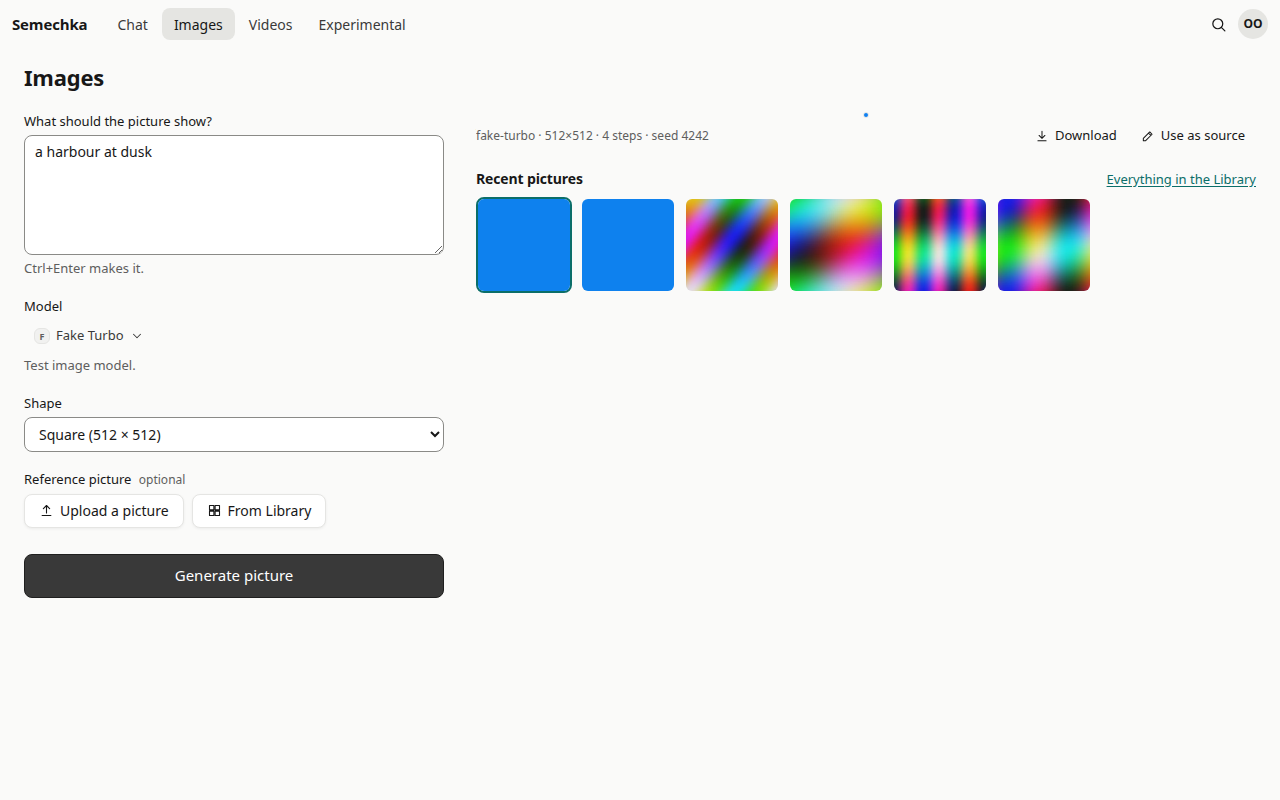 Semechka Chat Images Videos Experimental OO
Images
What should the picture show?
a harbour at dusk
Ctrl+Enter makes it.
Model
F Fake Turbo
Test image model.
Shape
Square (512 × 512)
Reference picture optional
Upload a picture From Library
Generate picture
fake-turbo · 512×512 · 4 steps · seed 4242 Download Use as source
Recent pictures Everything in the Library